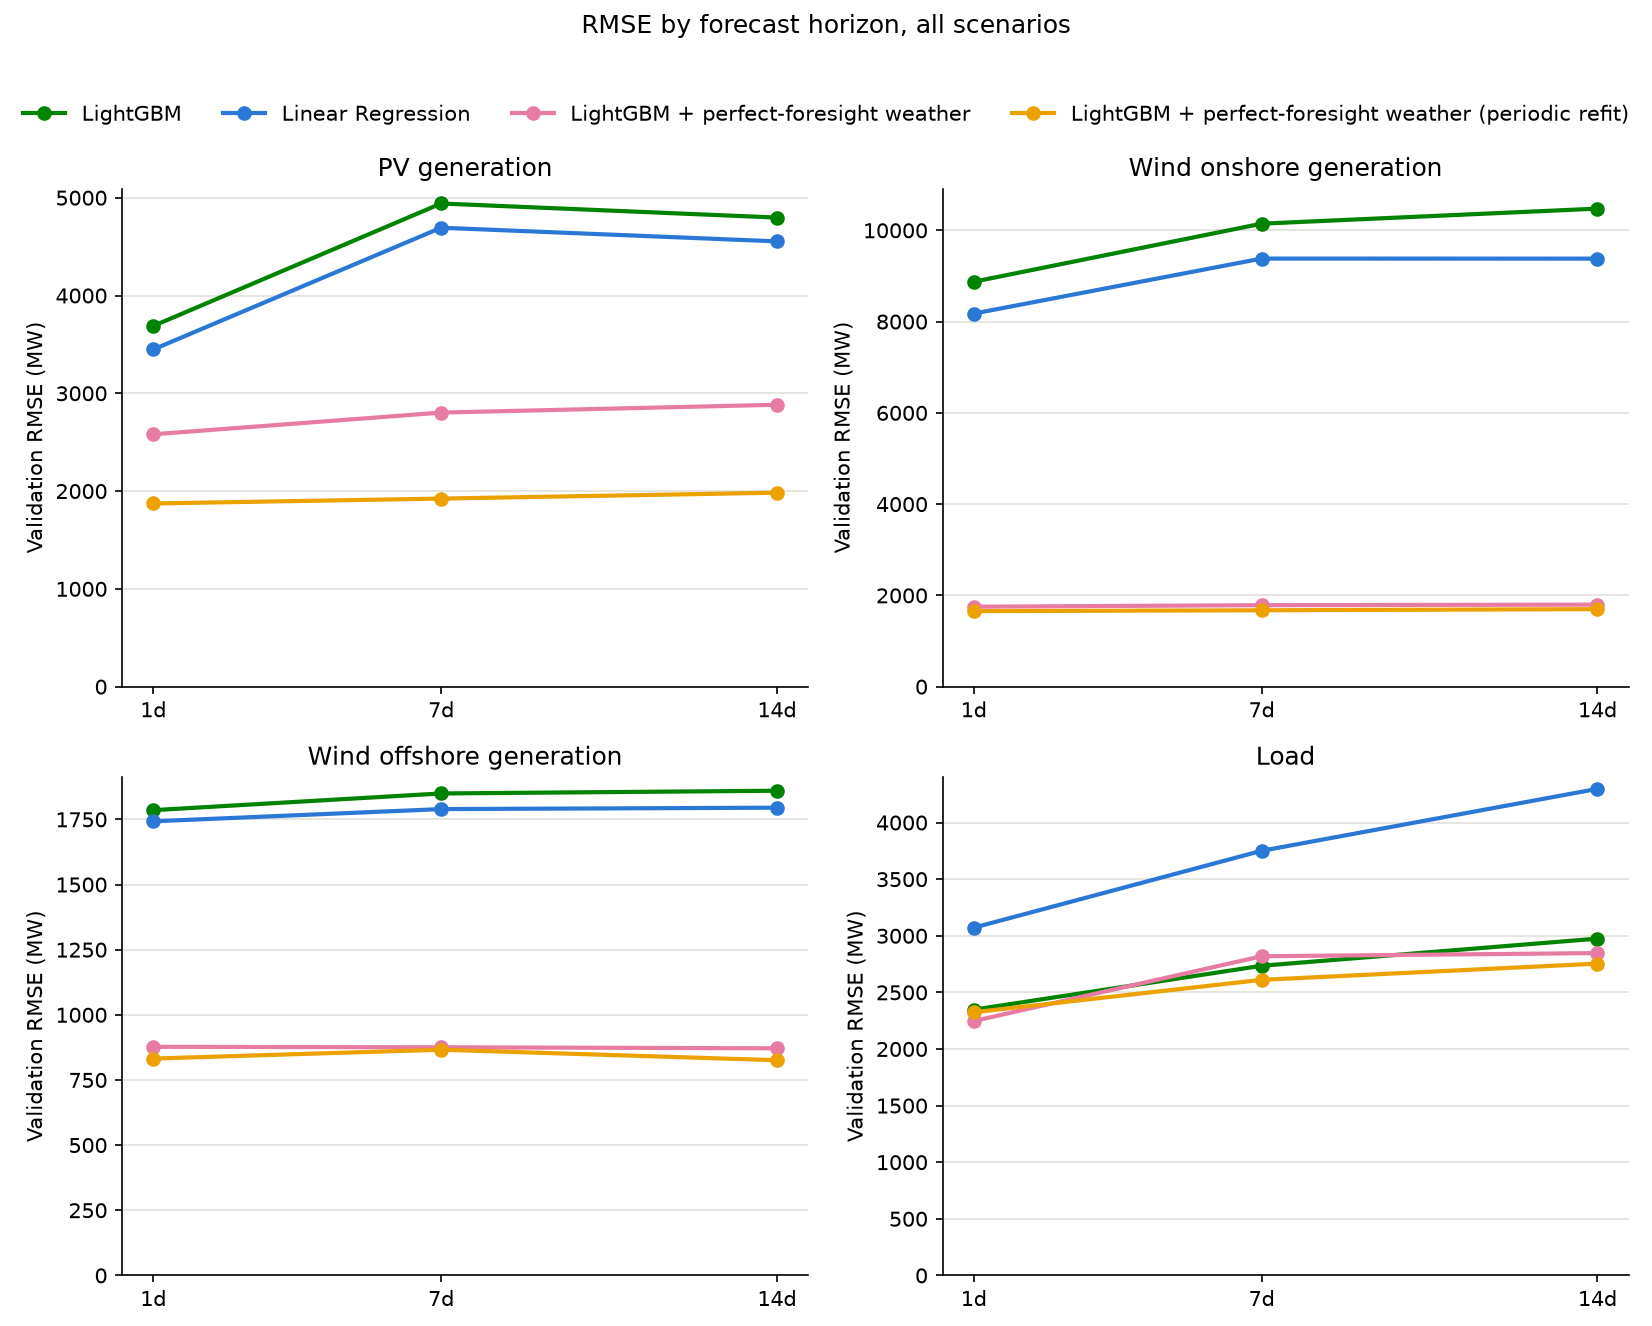 RMSE by forecast horizon, all scenarios
LightGBM
Linear Regression
LightGBM + perfect-foresight weather
LightGBM + perfect-foresight weather (periodic refit)
PV generation
Validation RMSE (MW)
5000
4000
3000
2000
1000
0
1d
7d
14d
Wind onshore generation
Validation RMSE (MW)
10000
8000
6000
4000
2000
0
1d
7d
14d
Wind offshore generation
Validation RMSE (MW)
1750
1500
1250
1000
750
500
250
0
1d
7d
14d
Load
Validation RMSE (MW)
4000
3500
3000
2500
2000
1500
1000
500
0
1d
7d
14d